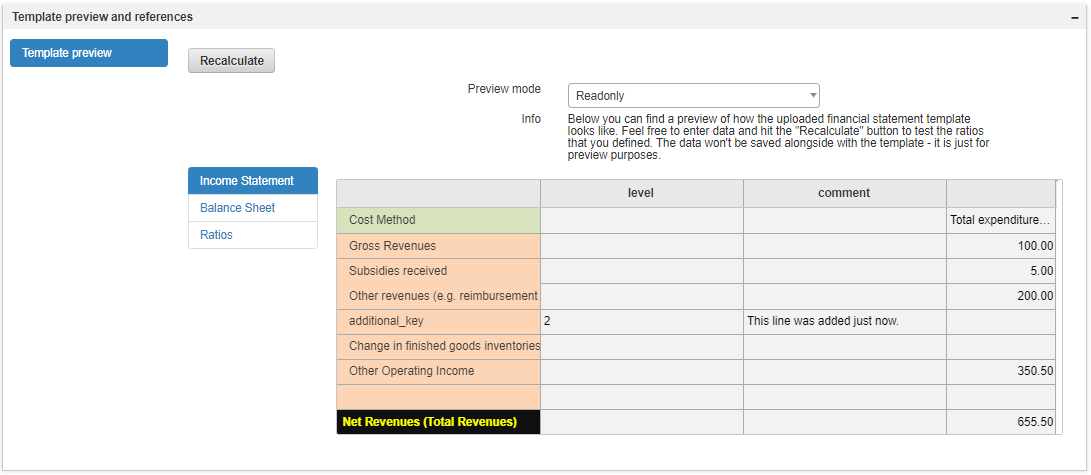 Template preview and references
Template preview
Recalculate
Preview mode
Readonly
Info
Below you can find a preview of how the uploaded financial statement template
looks like. Feel free to enter data and hit the "Recalculate" button to test the ratios
that you defined. The data won't be saved alongside with the template - it is just for
preview purposes.
Income Statement
Balance Sheet
Ratios
level comment
Cost Method Total expenditure...
Gross Revenues 100.00
Subsidies received 5.00
Other revenues (e.g. reimbursement 200.00
additional_key 2 This line was added just now.
Change in finished goods inventories
Other Operating Income 350.50
Net Revenues (Total Revenues) 655.50